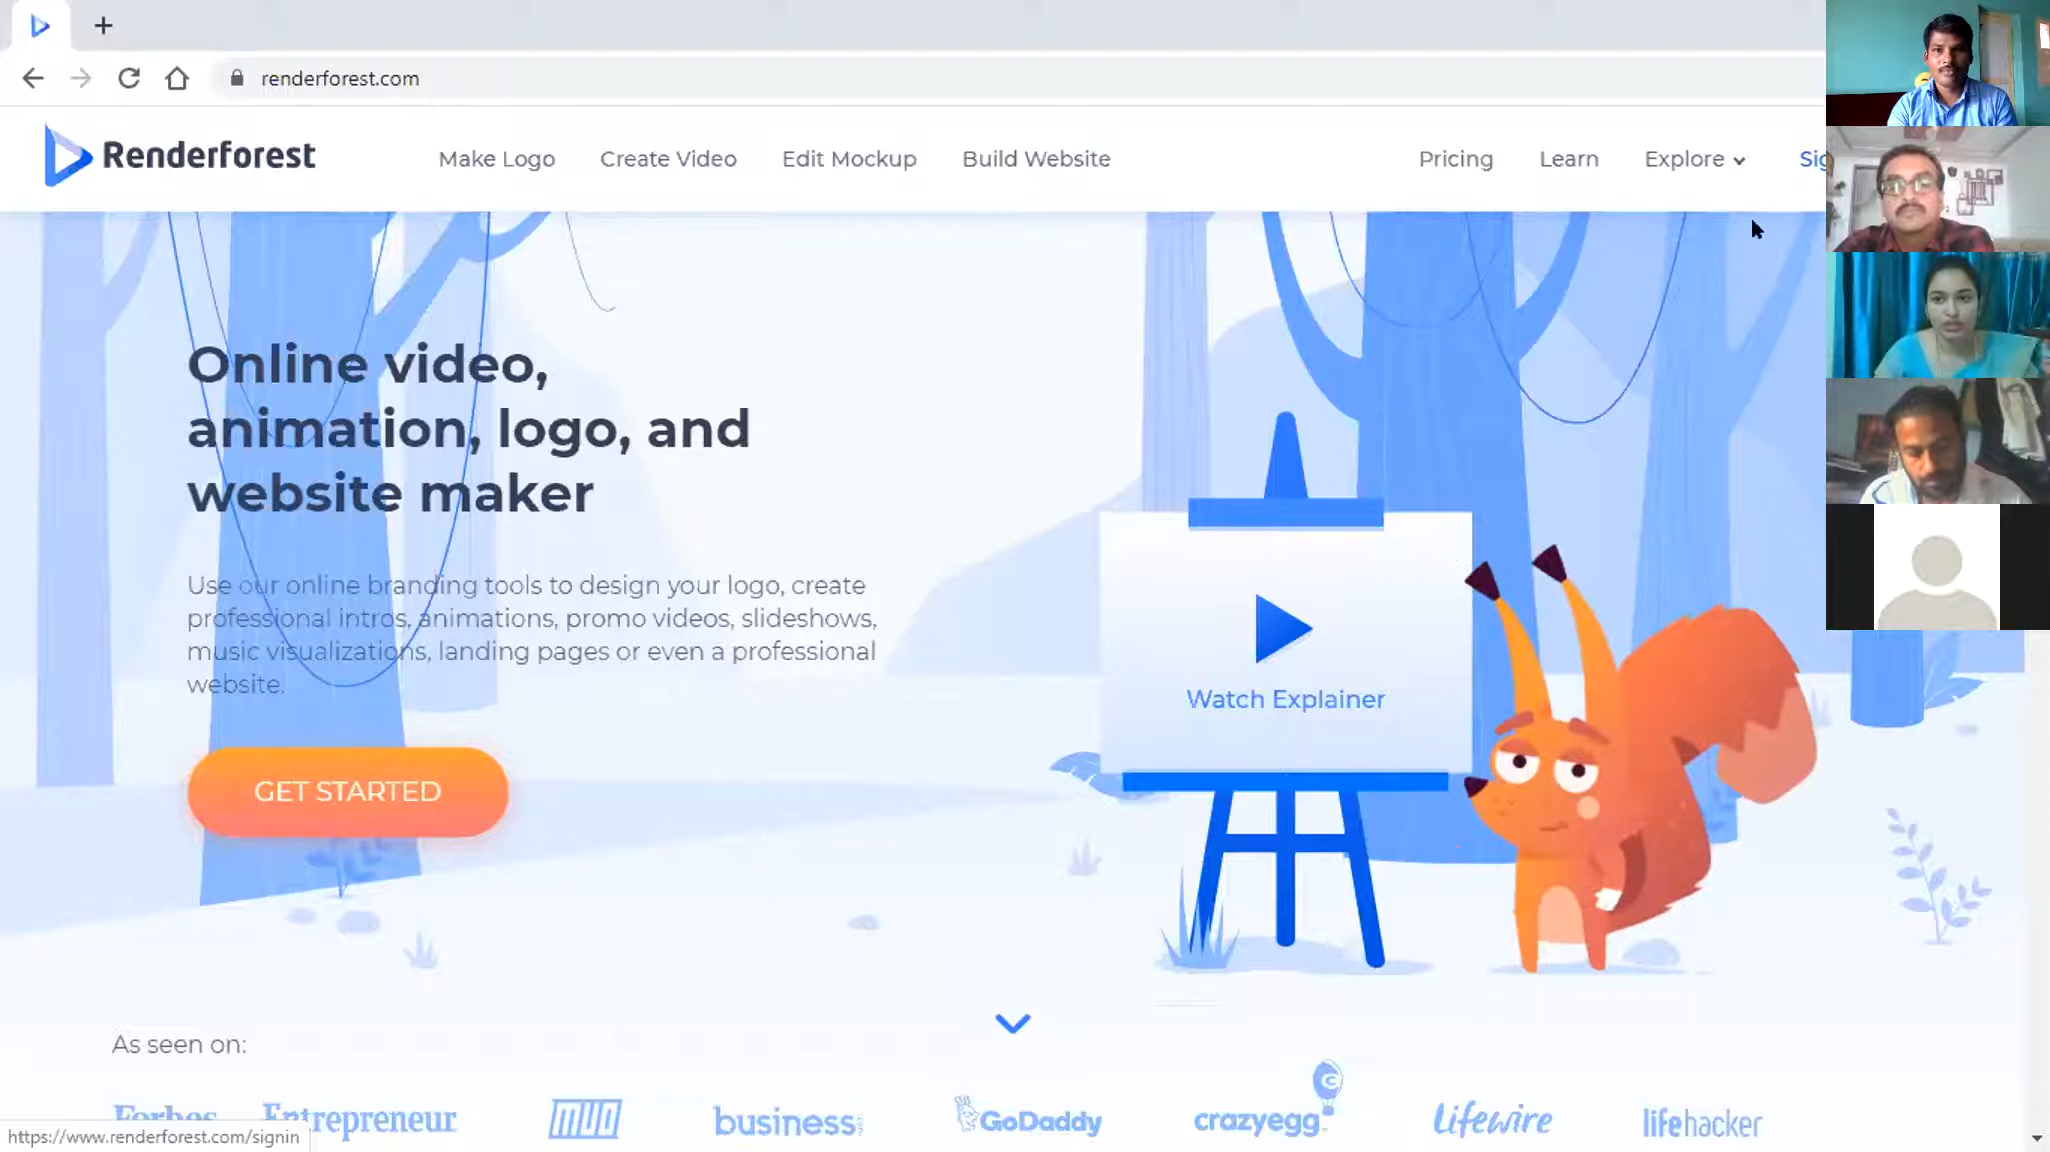 renderforest.com
Renderforest
Make Logo
Create Video
Edit Mockup
Build Website
Pricing
Learn
Explore
Online video,
animation, logo, and
website maker
Use our online branding tools to design your logo, create
professional intros, animations, promo videos, slideshows,
music visualizations, landing pages or even a professional
website.
GET STARTED
Watch Explainer
As seen on:
Forbes
Entrepreneur
MUO
business
GoDaddy
crazyegg
Lifewire
lifehacker
https://www.renderforest.com/signin